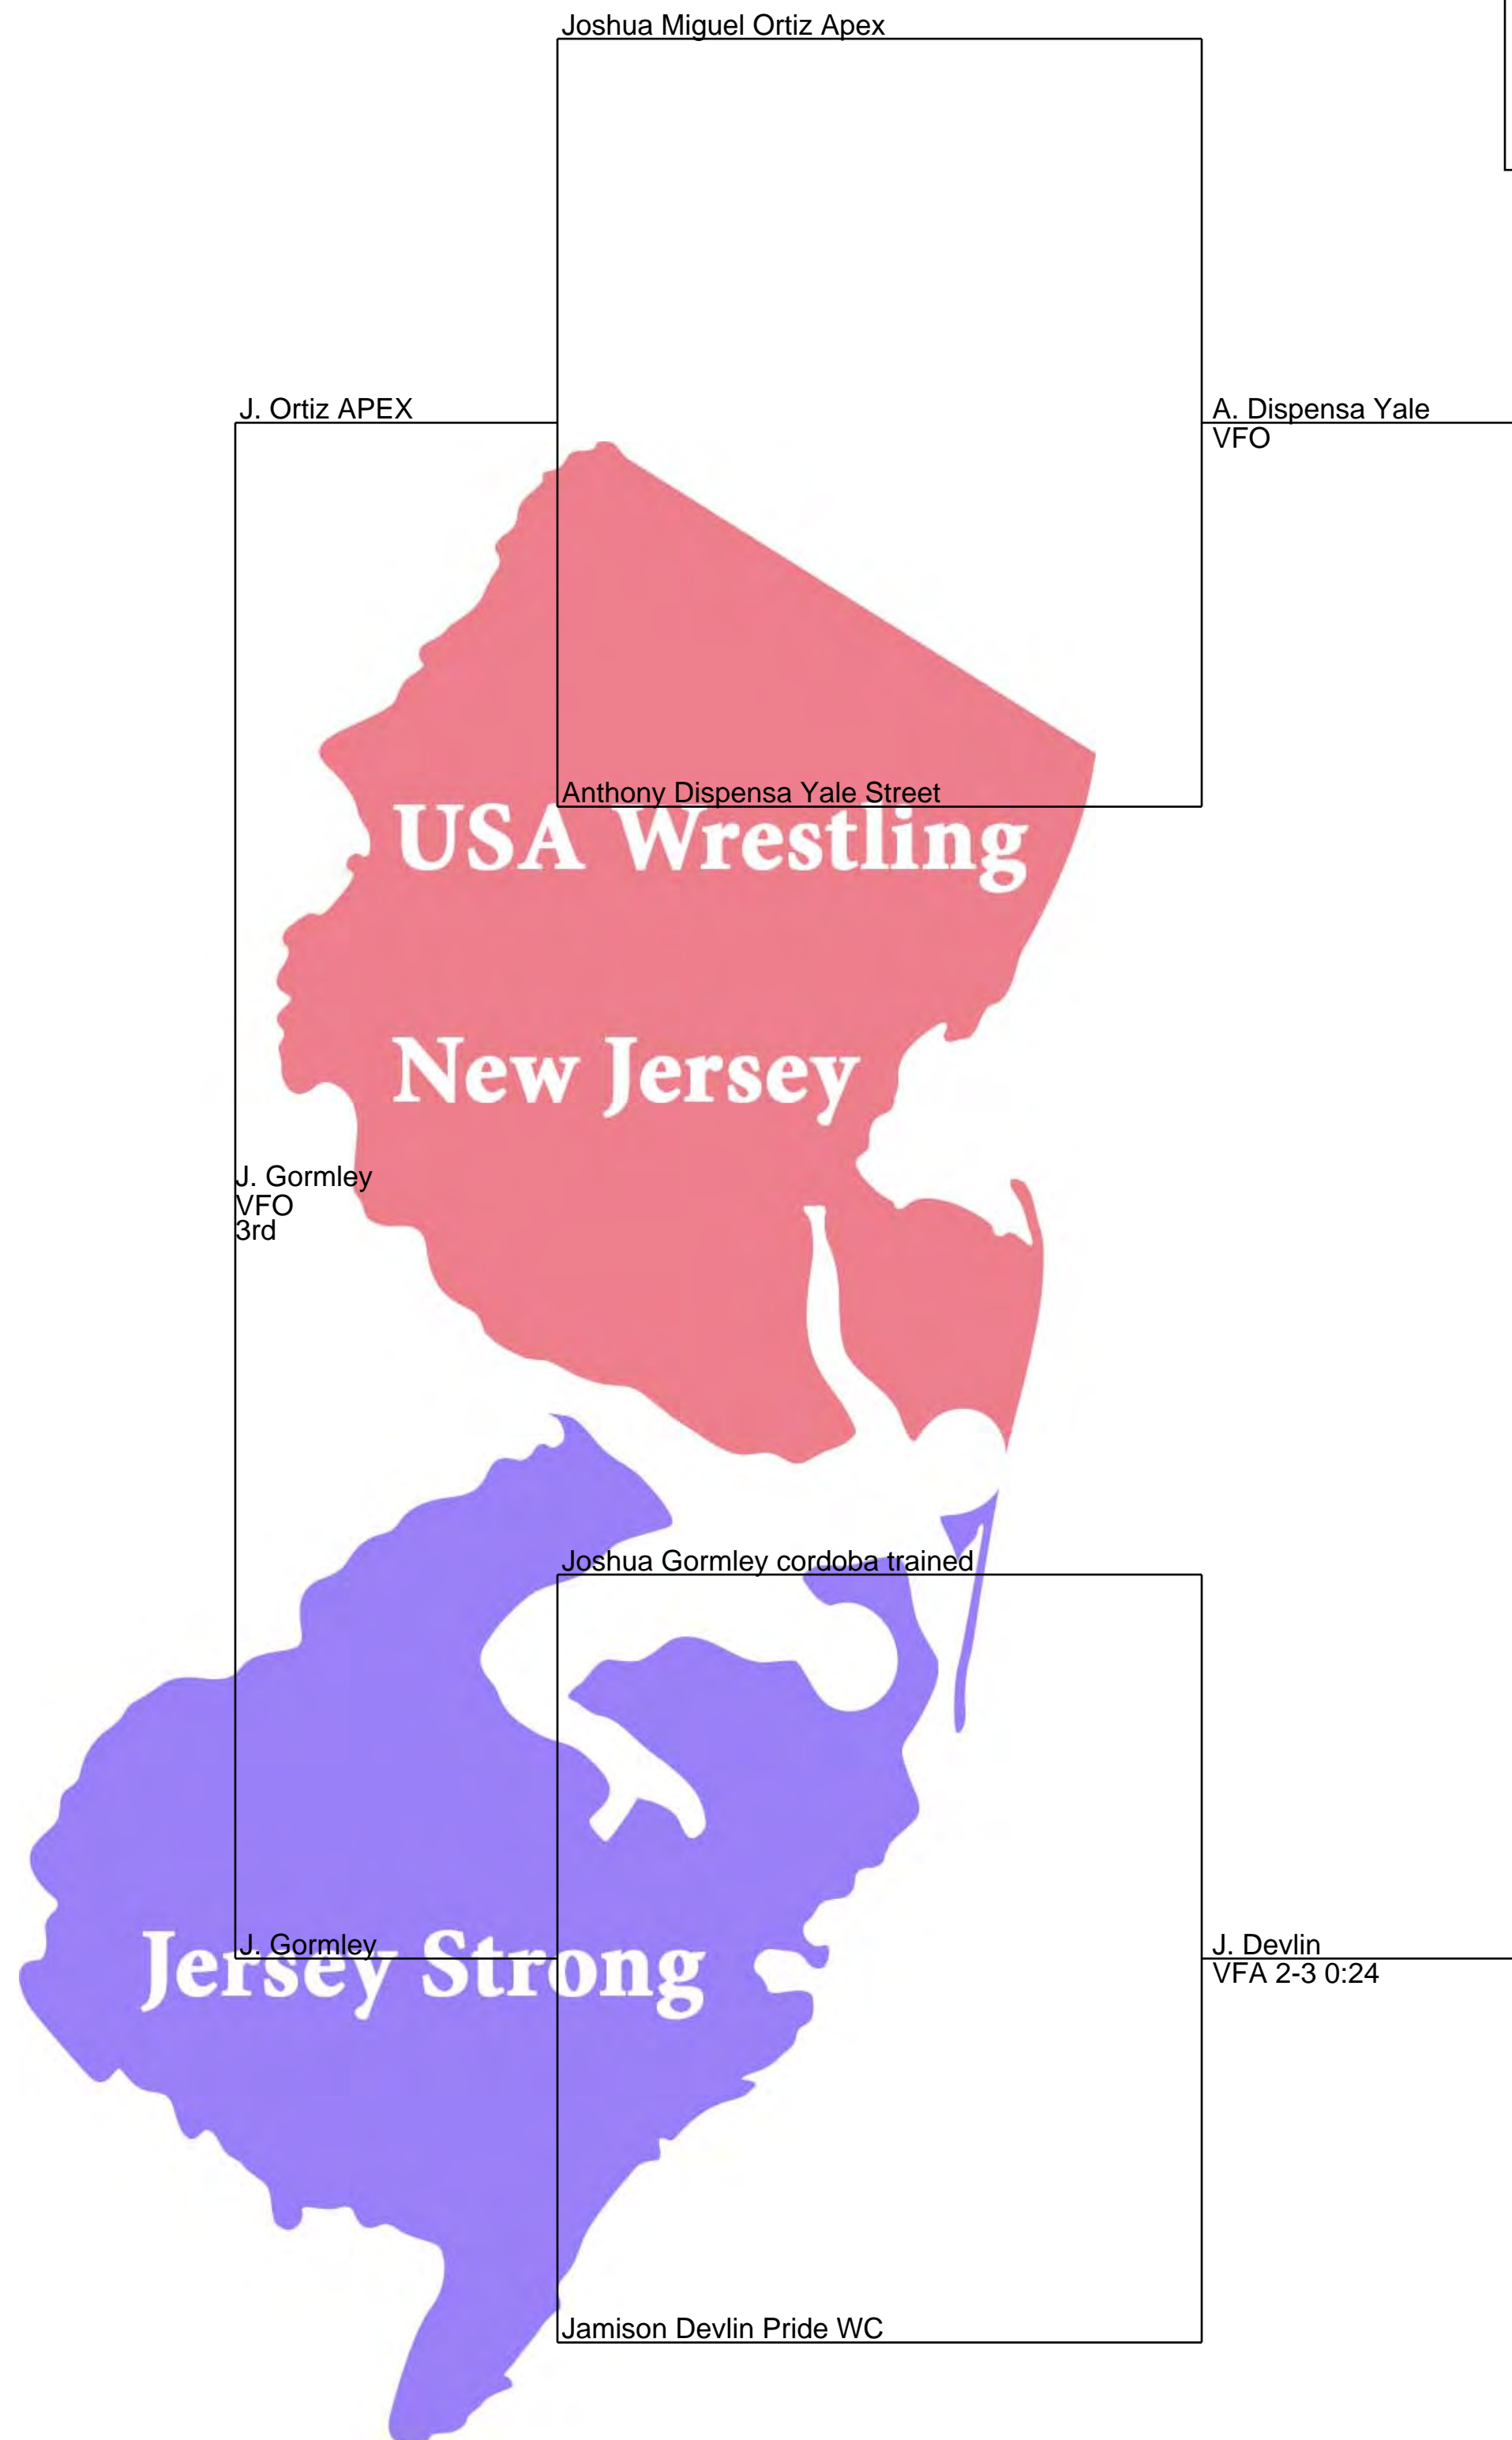 Joshua Miguel Ortiz Apex
J. Ortiz APEX
A. Dispensa Yale
VFO
Anthony Dispensa Yale Street
USA Wrestling
New Jersey
J. Gormley
VFO
3rd
Joshua Gormley cordoba trained
J. Gormley
Jersey Strong
J. Devlin
VFA 2-3 0:24
Jamison Devlin Pride WC